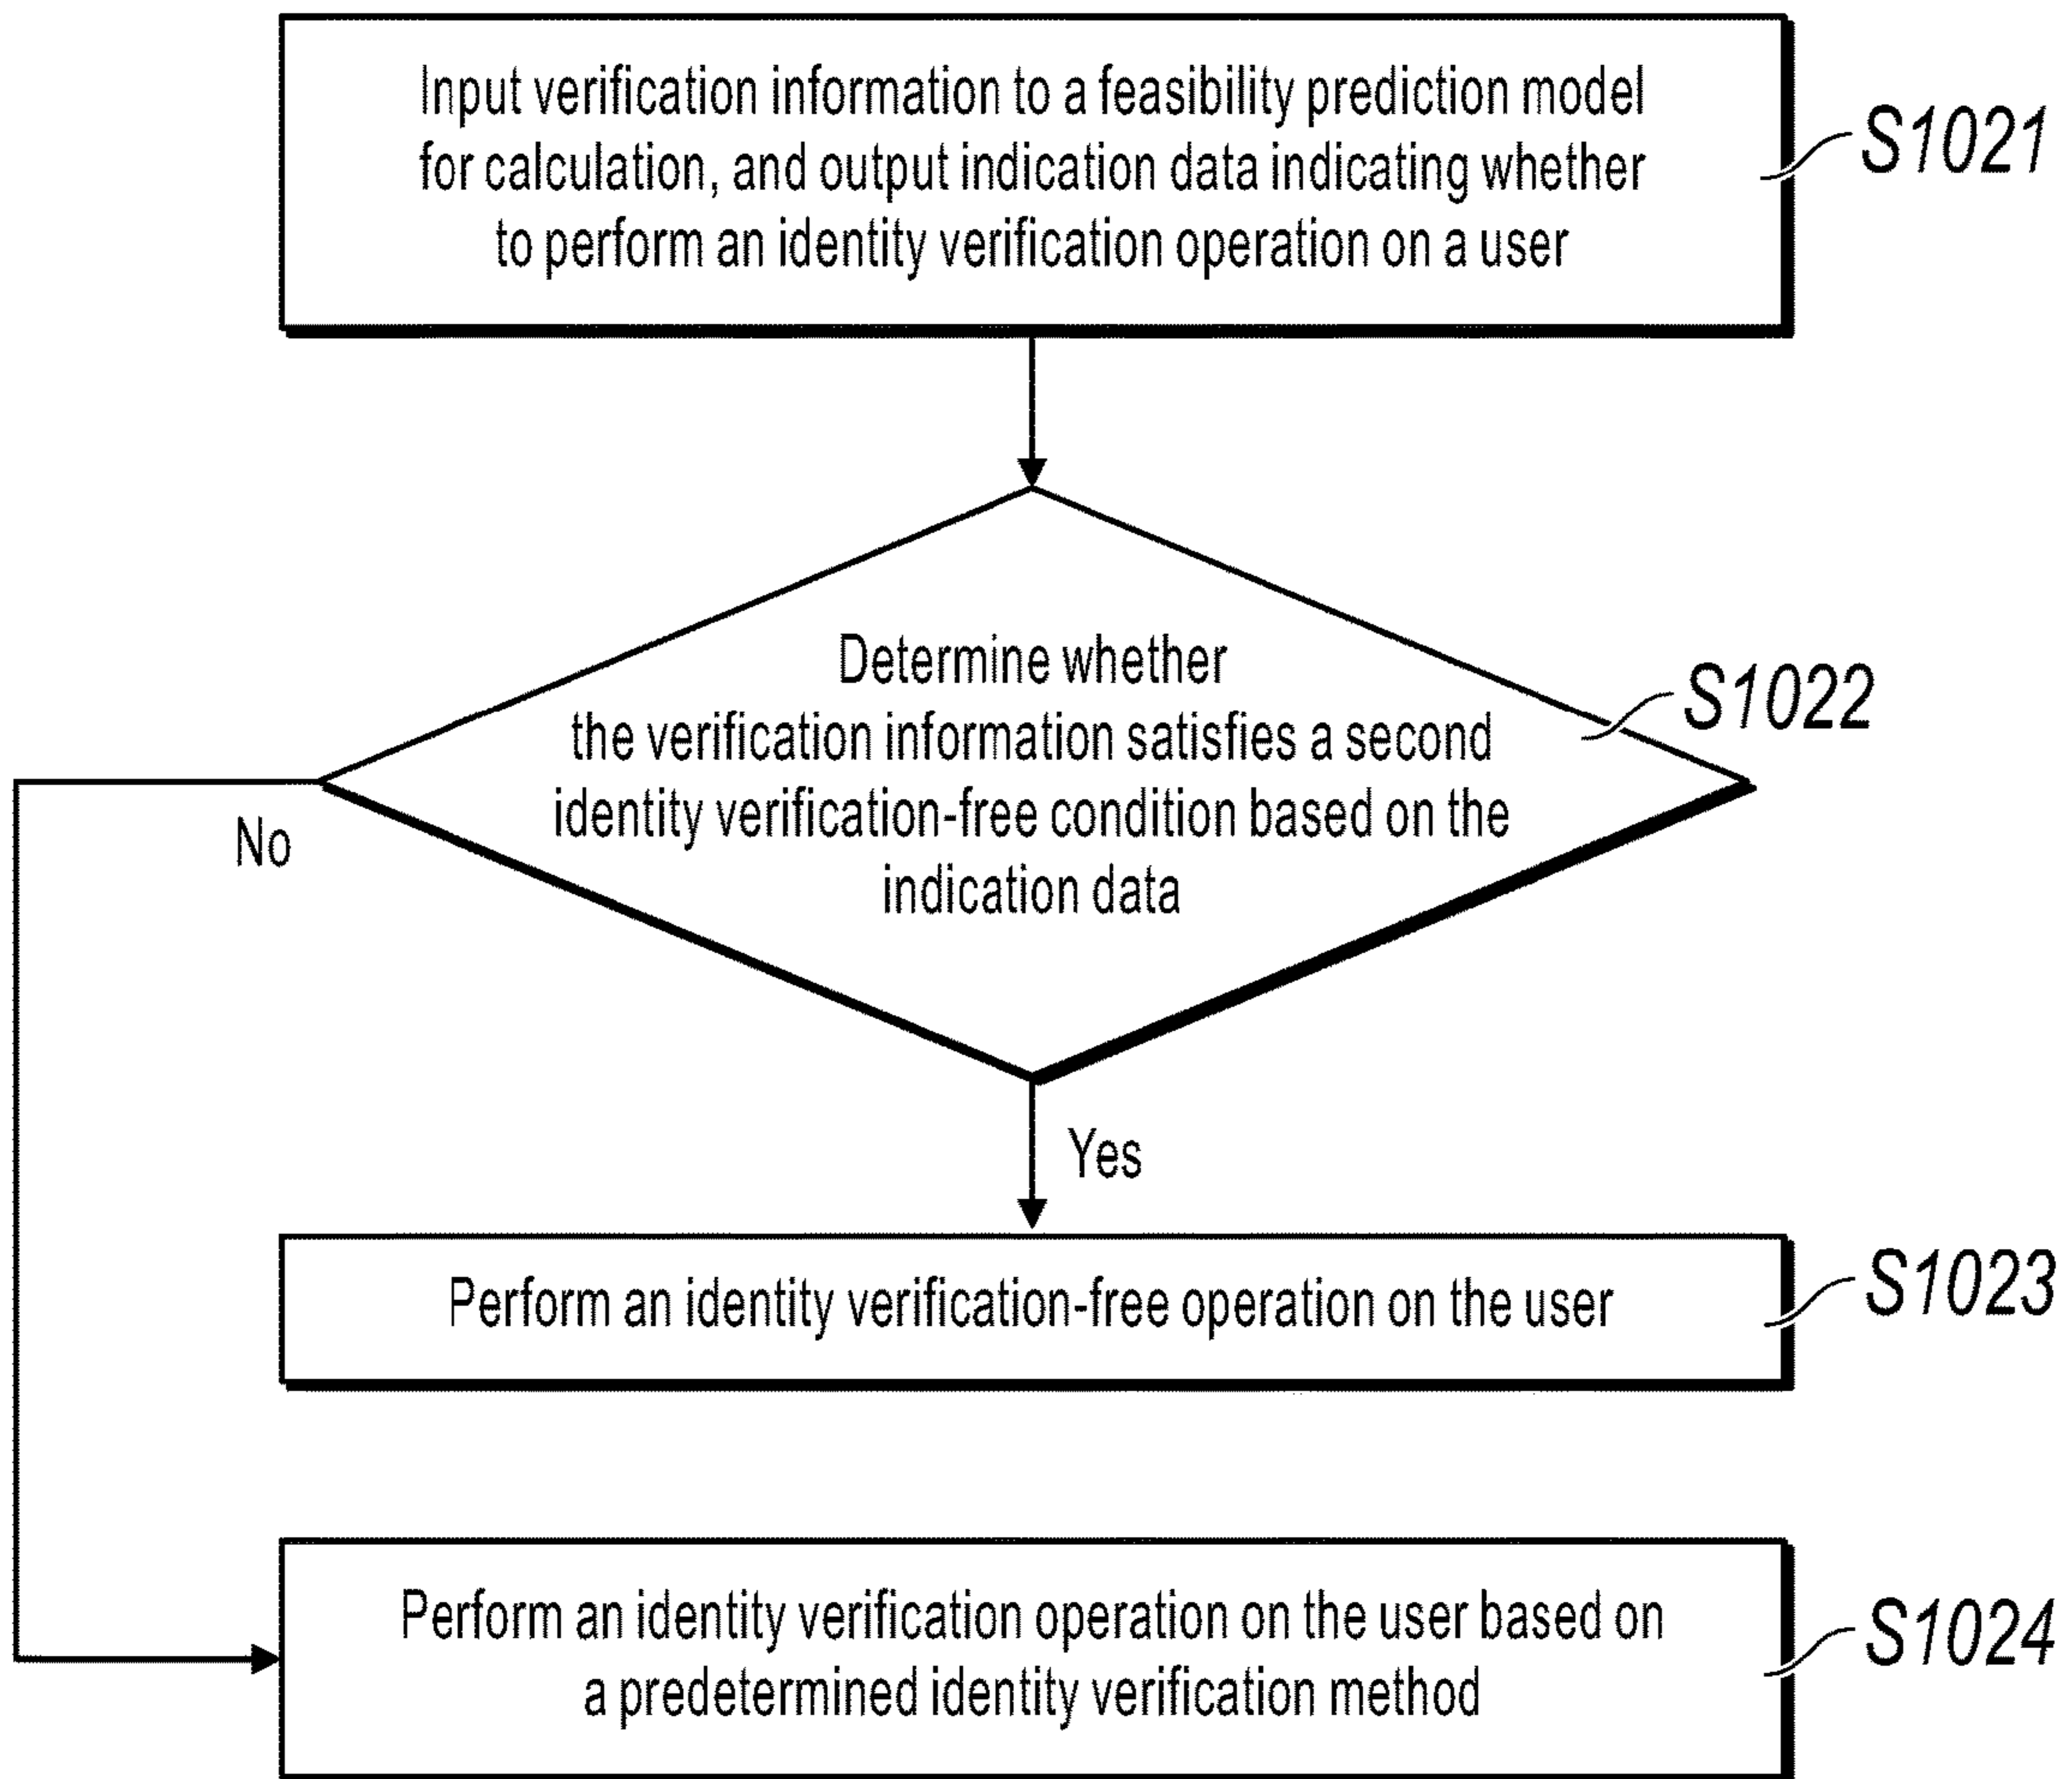 Input verification information to a feasibility prediction model
for calculation, and output indication data indicating whether
to perform an identity verification operation on a user
S1021
Determine whether
the verification information satisfies a second
identity verification-free condition based on the
indication data
S1022
No
Yes
Perform an identity verification-free operation on the user
S1023
Perform an identity verification operation on the user based on
a predetermined identity verification method
S1024